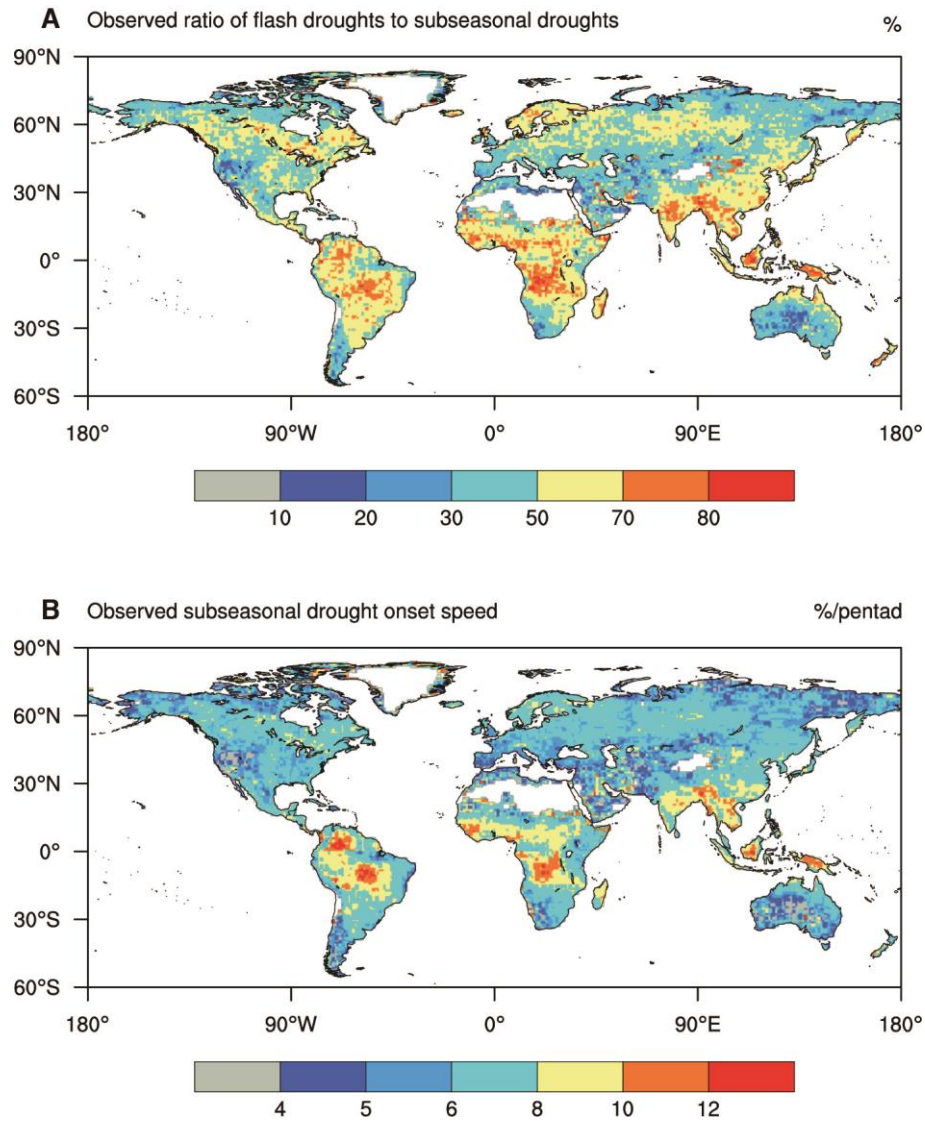 A Observed ratio of flash droughts to subseasonal droughts %
90°N
60°N
30°N
0°
30°S
60°S
180° 90°W 0° 90°E 180°
10 20 30 50 70 80
B Observed subseasonal drought onset speed %/pentad
90°N
60°N
30°N
0°
30°S
60°S
180° 90°W 0° 90°E 180°
4 5 6 8 10 12